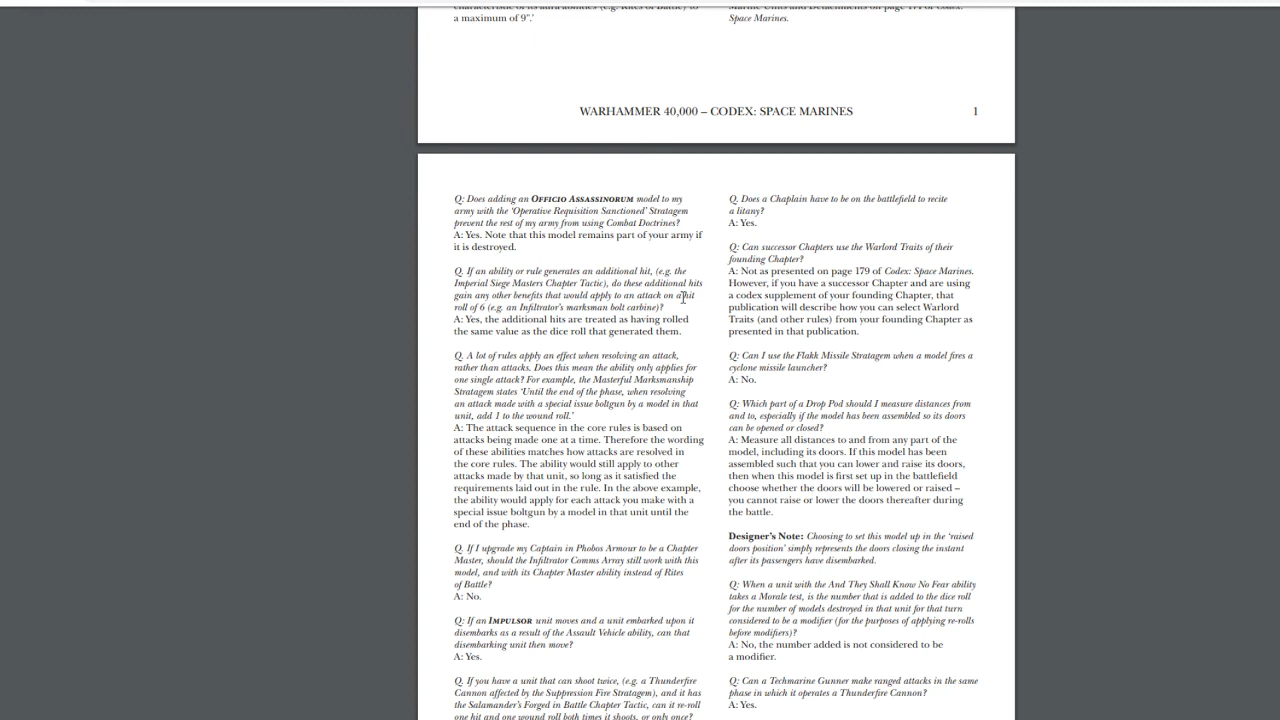 characteristic of its aura abilities (e.g. Rites of Battle) to
a maximum of 9".'
Marine Units and Detachments on page 171 of Codex:
Space Marines.
WARHAMMER 40,000 – CODEX: SPACE MARINES 1
Q: Does adding an OFFICIO ASSASSINORUM model to my
army with the 'Operative Requisition Sanctioned' Stratagem
prevent the rest of my army from using Combat Doctrines?
A: Yes. Note that this model remains part of your army if
it is destroyed.
Q. If an ability or rule generates an additional hit, (e.g. the
Imperial Siege Masters Chapter Tactic), do these additional hits
gain any other benefits that would apply to an attack on a hit
roll of 6 (e.g. an Infiltrator's marksman bolt carbine)?
A: Yes, the additional hits are treated as having rolled
the same value as the dice roll that generated them.
Q. A lot of rules apply an effect when resolving an attack,
rather than attacks. Does this mean the ability only applies for
one single attack? For example, the Masterful Marksmanship
Stratagem states 'Until the end of the phase, when resolving
an attack made with a special issue boltgun by a model in that
unit, add 1 to the wound roll.'
A: The attack sequence in the core rules is based on
attacks being made one at a time. Therefore the wording
of these abilities matches how attacks are resolved in
the core rules. The ability would still apply to other
attacks made by that unit, so long as it satisfied the
requirements laid out in the rule. In the above example,
the ability would apply for each attack you make with a
special issue boltgun by a model in that unit until the
end of the phase.
Q. If I upgrade my Captain in Phobos Armour to be a Chapter
Master, should the Infiltrator Comms Array still work with this
model, and with its Chapter Master ability instead of Rites
of Battle?
A: No.
Q: If an IMPULSOR unit moves and a unit embarked upon it
disembarks as a result of the Assault Vehicle ability, can that
disembarking unit then move?
A: Yes.
Q. If you have a unit that can shoot twice, (e.g. a Thunderfire
Cannon affected by the Suppression Fire Stratagem), and it has
the Salamander's Forged in Battle Chapter Tactic, can it re-roll
one hit and one wound roll both times it shoots, or only once?
Q. Does a Chaplain have to be on the battlefield to recite
a litany?
A: Yes.
Q: Can successor Chapters use the Warlord Traits of their
founding Chapter?
A: Not as presented on page 179 of Codex: Space Marines.
However, if you have a successor Chapter and are using
a codex supplement of your founding Chapter, that
publication will describe how you can select Warlord
Traits (and other rules) from your founding Chapter as
presented in that publication.
Q: Can I use the Flakk Missile Stratagem when a model fires a
cyclone missile launcher?
A: No.
Q: Which part of a Drop Pod should I measure distances from
and to, especially if the model has been assembled so its doors
can be opened or closed?
A: Measure all distances to and from any part of the
model, including its doors. If this model has been
assembled such that you can lower and raise its doors,
then when this model is first set up in the battlefield
choose whether the doors will be lowered or raised –
you cannot raise or lower the doors thereafter during
the battle.
Designer's Note: Choosing to set this model up in the 'raised
doors position' simply represents the doors closing the instant
after its passengers have disembarked.
Q: When a unit with the And They Shall Know No Fear ability
takes a Morale test, is the number that is added to the dice roll
for the number of models destroyed in that unit for that turn
considered to be a modifier (for the purposes of applying re-rolls
before modifiers)?
A: No, the number added is not considered to be
a modifier.
Q: Can a Techmarine Gunner make ranged attacks in the same
phase in which it operates a Thunderfire Cannon?
A: Yes.